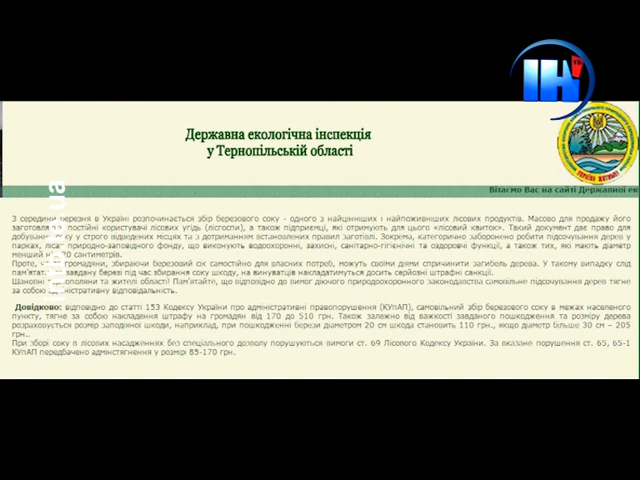 ІНТБ
Державна екологічна інспекція
у Тернопільській області
Вітаємо Вас на сайті Державної ек
З середини березня в Україні розпочинається збір березового соку - одного з найцінніших і найпоживніших лісових продуктів. Масово для продажу його
заготовля постійні користувачі лісових угідь (лісгоспи), а також підприємці, які отримують для цього «лісовий квиток». Такий документ дає право для
добування ку у строго відведених місцях та з дотриманням встановлених правил заготівлі. Зокрема, категорично заборонено робити підсочування дерев у
парках, ліса природно-заповідного фонду, що виконують водоохоронні, захисні, санітарно-гігієнічні та оздоровчі функції, а також тих, які мають діаметр
менший н 20 сантиметрів.
Проте, громадяни, збираючи березовий сік самостійно для власних потреб, можуть своїми діями спричинити загибель дерева. У такому випадку слід
пам'ятат завдану березі під час збирання соку шкоду, на винуватців накладатимуться досить серйозні штрафні санкції.
Шановні ополяни та жителі області! Пам'ятайте, що відповідно до вимог діючого природоохоронного законодавства самовільне підсочування дерев тягне
за собою адміністративну відповідальність.
Довідково: відповідно до статті 153 Кодексу України про адміністративні правопорушення (КУпАП), самовільний збір березового соку в межах населеного
пункту, тягне за собою накладення штрафу на громадян від 170 до 510 грн. Також залежно від важкості завданого пошкодження та розміру дерева
розраховується розмір заподіяної шкоди, наприклад, при пошкодженні берези діаметром 20 см шкода становить 110 грн., якщо діаметр більше 30 см – 205
грн..
При зборі соку в лісових насадженнях без спеціального дозволу порушуються вимоги ст. 69 Лісового Кодексу України. За вказане порушення ст. 65, 65-1
КУпАП передбачено адмінстягнення у розмірі 85-170 грн.